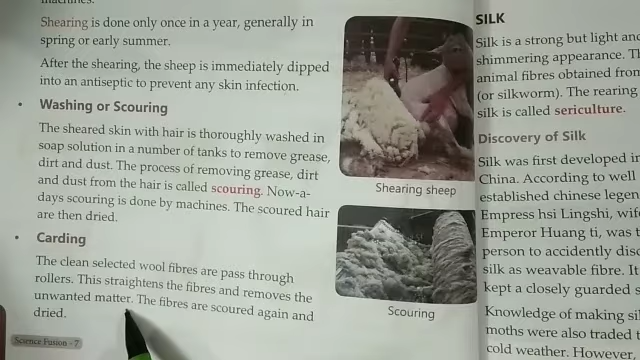 machines.
Shearing is done only once in a year, generally in
spring or early summer.
After the shearing, the sheep is immediately dipped
into an antiseptic to prevent any skin infection.
• Washing or Scouring
The sheared skin with hair is thoroughly washed in
soap solution in a number of tanks to remove grease,
dirt and dust. The process of removing grease, dirt
and dust from the hair is called scouring. Now-a-
days scouring is done by machines. The scoured hair
are then dried.
• Carding
The clean selected wool fibres are pass through
rollers. This straightens the fibres and removes the
unwanted matter. The fibres are scoured again and
dried.
Science Fusion - 7
Shearing sheep
Scouring
SILK
Silk is a strong but light and
shimmering appearance.
animal fibres obtained from
(or silkworm). The rearing
silk is called sericulture.
Discovery of Silk
Silk was first developed in
China. According to well
established chinese
Empress hsi Lingshi,
Emperor Huang ti, was
person to accidently
silk as weavable fibre. It
kept a closely guarded
Knowledge of making
moths were also traded
cold weather. However,